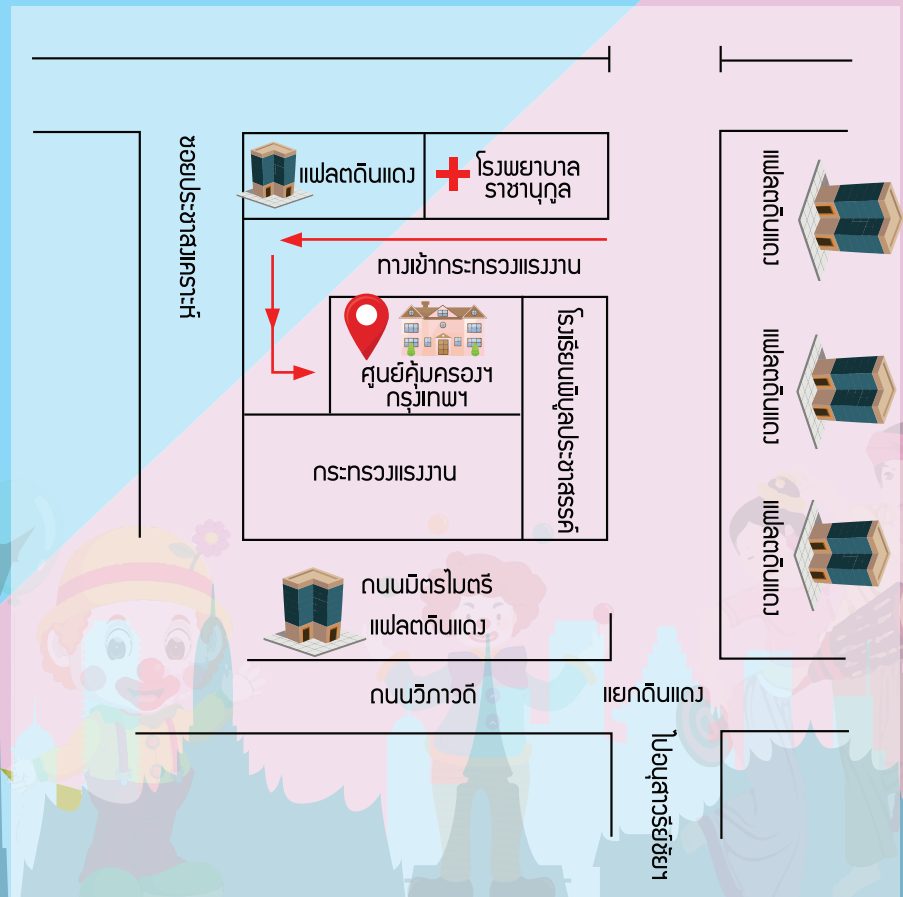 ซอยประชาสงเคราะห์
แฟลตดินแดง
โรงพยาบาล
ราชานุกูล
ทางเข้ากระทรวงแรงงาน
ศูนย์คุ้มครองฯ
กรุงเทพฯ
โรงเรียนพิบูลประชาสรรค์
กระทรวงแรงงาน
แฟลตดินแดง
แฟลตดินแดง
แฟลตดินแดง
ถนนมิตรไมตรี
แฟลตดินแดง
ถนนวิภาวดี
แยกดินแดง
ไปอนุสาวรีย์ชัยฯ